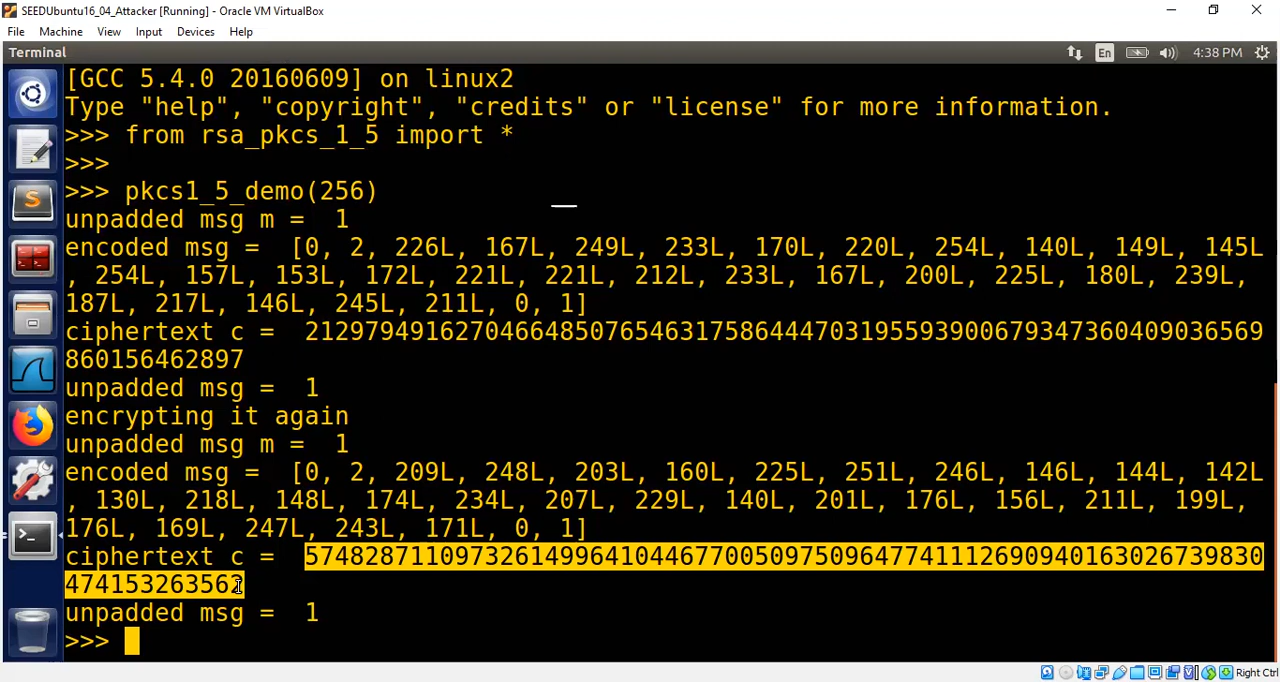 SEEDUbuntu16_04_Attacker [Running] - Oracle VM VirtualBox
File Machine View Input Devices Help
Terminal En 4:38 PM
[GCC 5.4.0 20160609] on linux2
Type "help", "copyright", "credits" or "license" for more information.
>>> from rsa_pkcs_1_5 import *
>>>
>>> pkcs1_5_demo(256)
unpadded msg m =  1
encoded msg =  [0, 2, 226L, 167L, 249L, 233L, 170L, 220L, 254L, 140L, 149L, 145L
, 254L, 157L, 153L, 172L, 221L, 221L, 212L, 233L, 167L, 200L, 225L, 180L, 239L,
187L, 217L, 146L, 245L, 211L, 0, 1]
ciphertext c =  2129794916270466485076546317586444703195593900679347360409036569
860156462897
unpadded msg =  1
encrypting it again
unpadded msg m =  1
encoded msg =  [0, 2, 209L, 248L, 203L, 160L, 225L, 251L, 246L, 146L, 144L, 142L
, 130L, 218L, 148L, 174L, 234L, 207L, 229L, 140L, 201L, 176L, 156L, 211L, 199L,
176L, 169L, 247L, 243L, 171L, 0, 1]
ciphertext c =  5748287110973261499641044677005097509647741112690940163026739830
474153263562
unpadded msg =  1
>>>
Right Ctrl